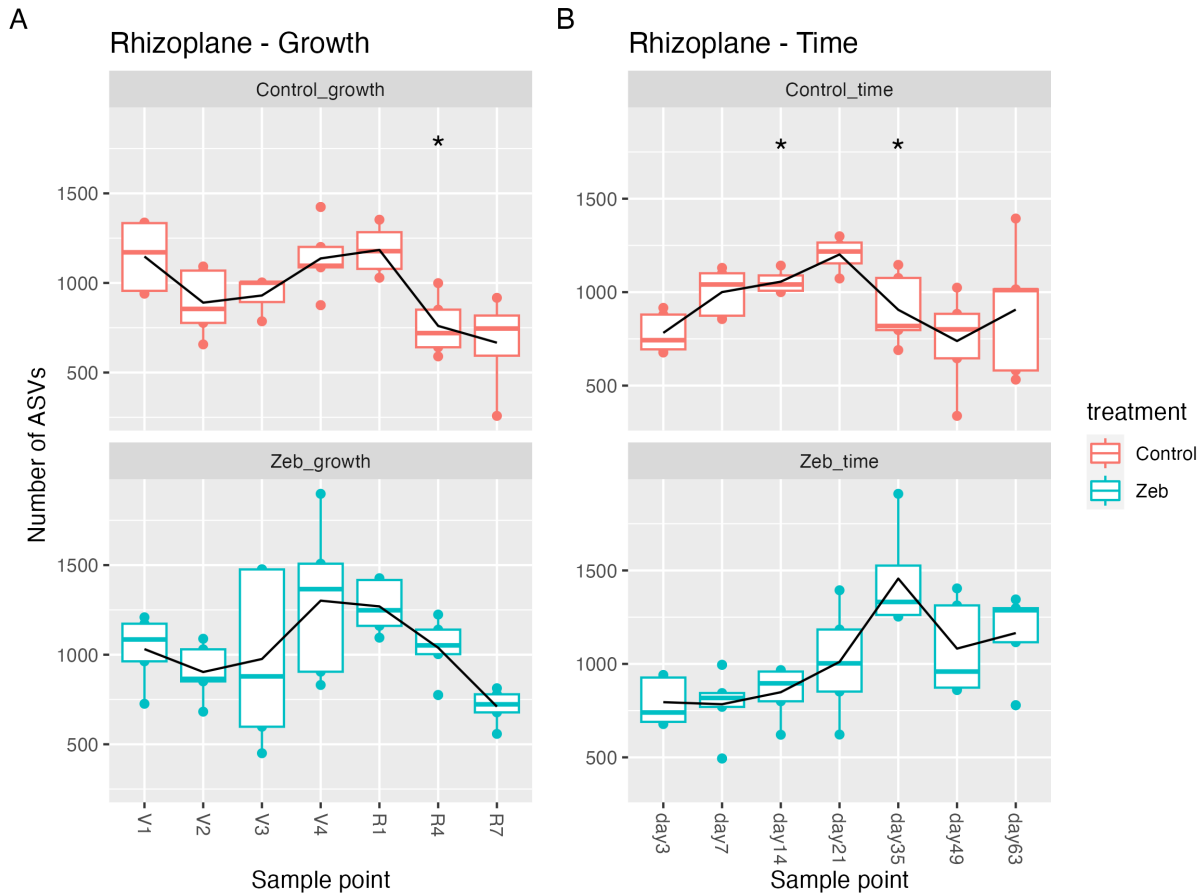 A
Rhizoplane - Growth
Control_growth
*
1500
1000
500
Zeb_growth
1500
1000
500
V1
V2
V3
V4
R1
R4
R7
Sample point
Number of ASVs
B
Rhizoplane - Time
Control_time
* *
1500
1000
500
Zeb_time
1500
1000
500
day3
day7
day14
day21
day35
day49
day63
Sample point
treatment
Control
Zeb